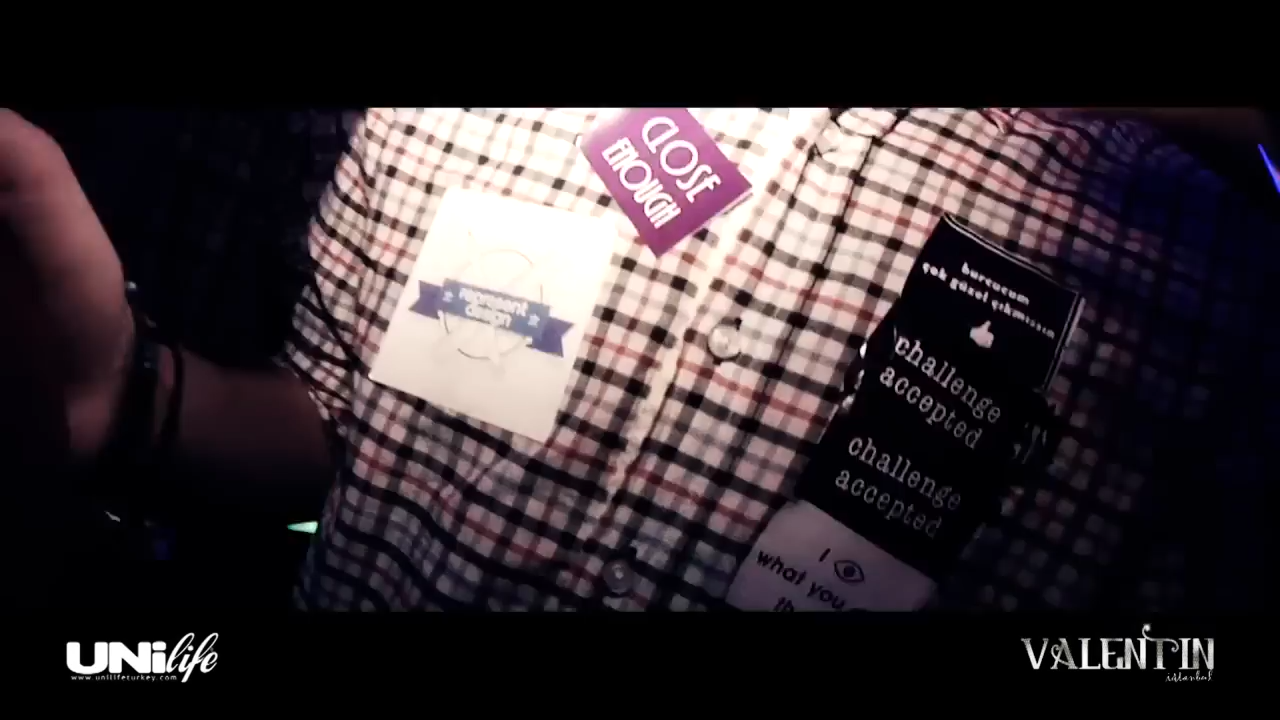 CLOSE
ENOUGH
represent
design
burcucum
çok güzel çıkmışsın
challenge
accepted
challenge
accepted
I
what you
UNilife
www.unilifeturkey.com
VALENTIN
istanbul